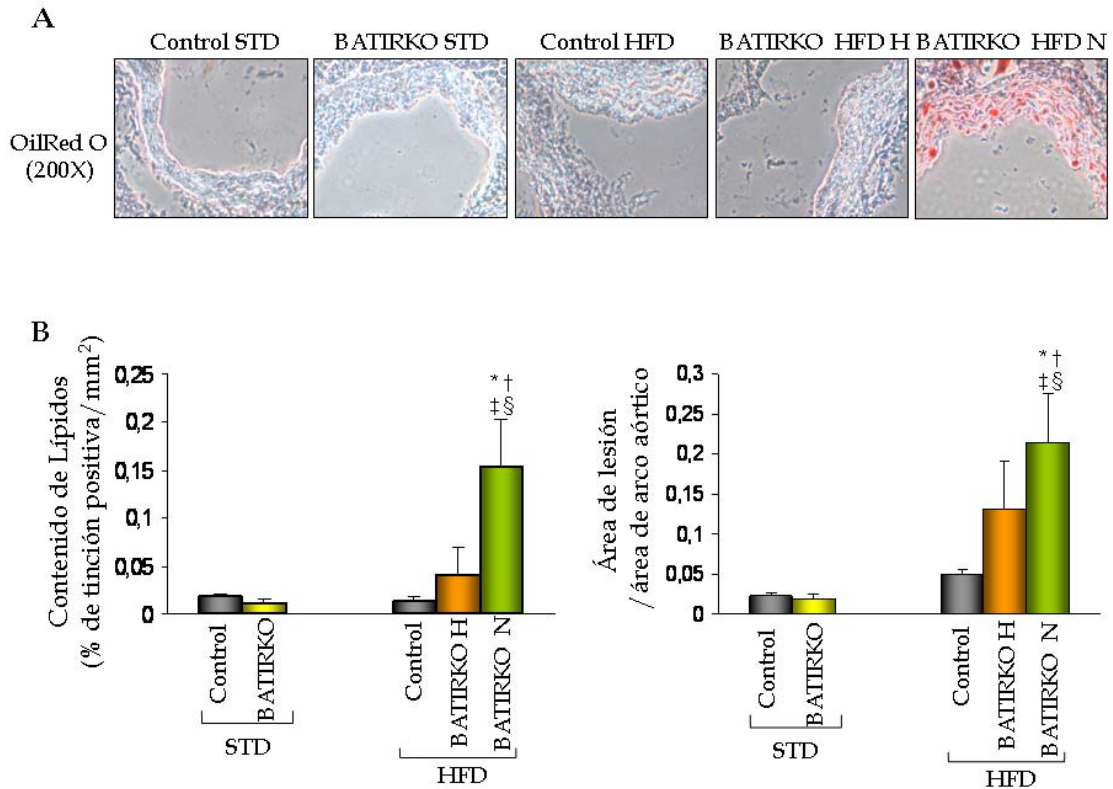 A
Control STD
BATIRKO STD
Control HFD
BATIRKO HFD H
BATIRKO HFD N
OilRed O
(200X)
B
Contenido de Lípidos
(% de tinción positiva/mm²)
0,25
0,2
0,15
0,1
0,05
0
* †
‡§
Control
BATIRKO
Control
BATIRKO H
BATIRKO N
STD
HFD
Área de lesión
/ área de arco aórtico
0,3
0,25
0,2
0,15
0,1
0,05
0
* †
‡§
Control
BATIRKO
Control
BATIRKO H
BATIRKO N
STD
HFD